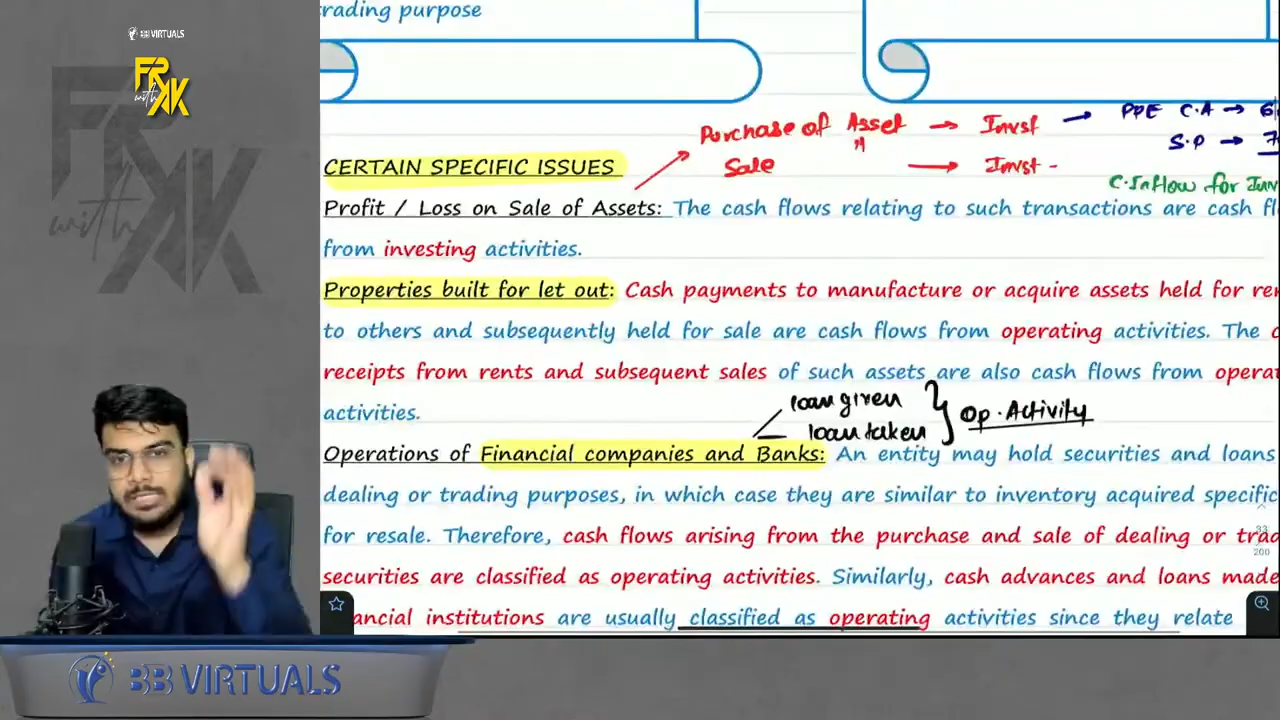 trading purpose
BB VIRTUALS
FR
with
AK
Purchase of Asset → Invst → PPE C.A →
S.P →
Sale " → Invst -
C.Inflow for
CERTAIN SPECIFIC ISSUES
Profit / Loss on Sale of Assets: The cash flows relating to such transactions are cash
from investing activities.
Properties built for let out: Cash payments to manufacture or acquire assets held for
to others and subsequently held for sale are cash flows from operating activities. The
receipts from rents and subsequent sales of such assets are also cash flows from
activities.
loan given
loan taken } Op. Activity
Operations of Financial companies and Banks: An entity may hold securities and loans
dealing or trading purposes, in which case they are similar to inventory acquired
for resale. Therefore, cash flows arising from the purchase and sale of dealing or
securities are classified as operating activities. Similarly, cash advances and loans made
institutions are usually classified as operating activities since they relate
33
200
BB VIRTUALS